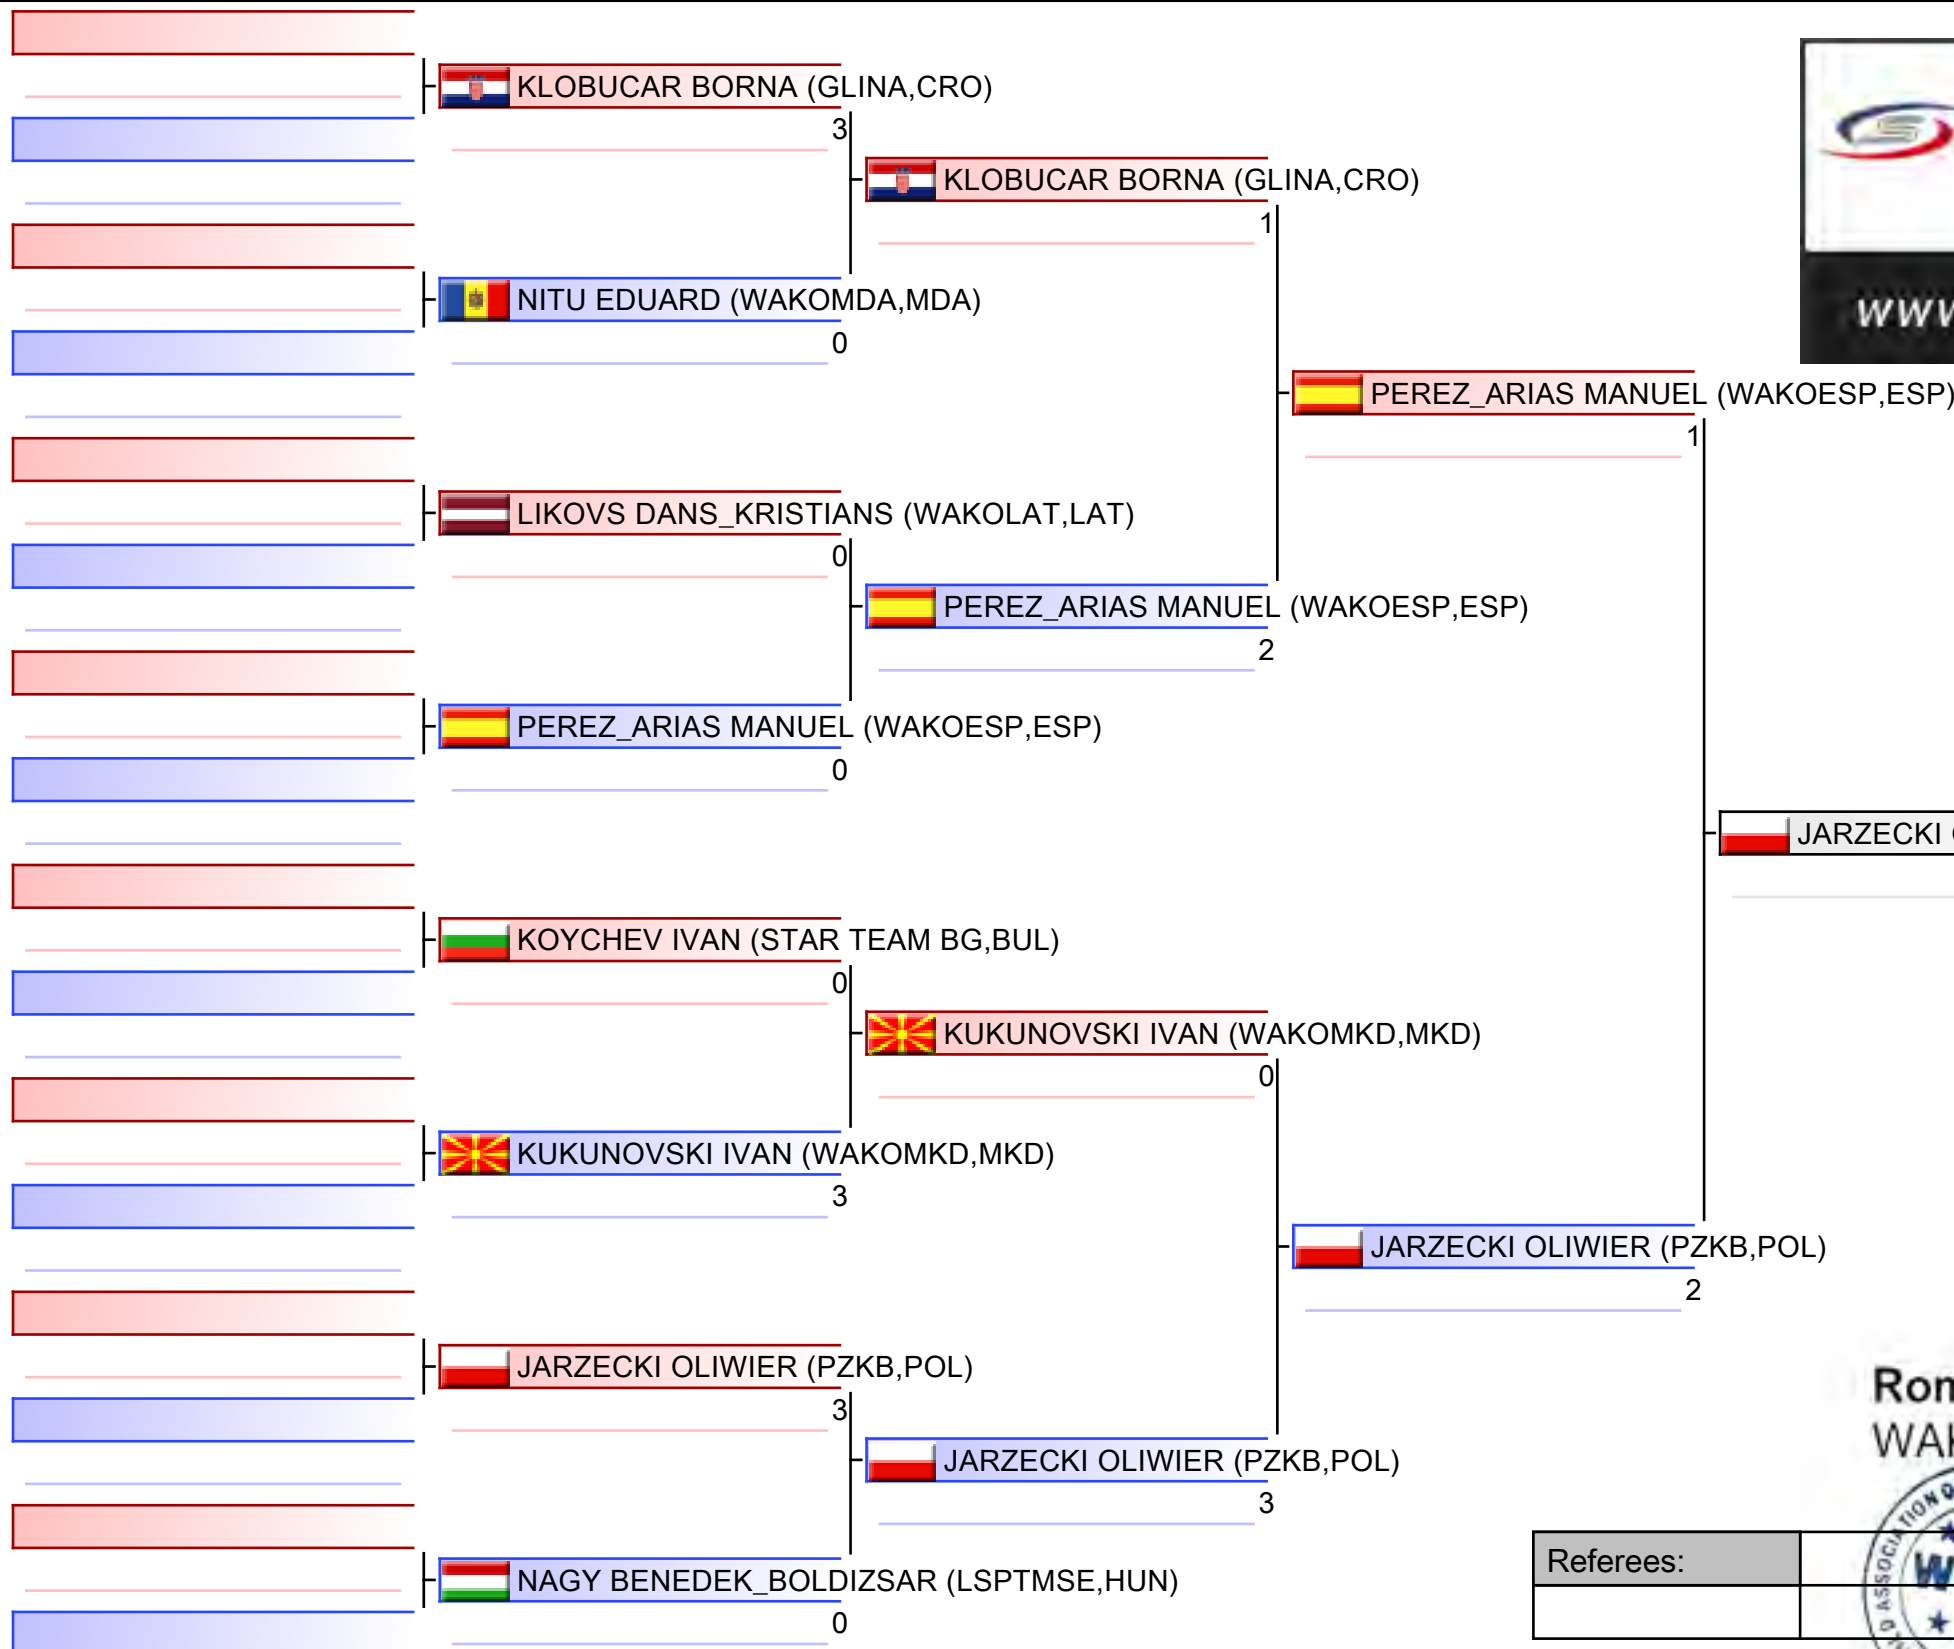 KLOBUCAR BORNA (GLINA,CRO)
3
KLOBUCAR BORNA (GLINA,CRO)
1
NITU EDUARD (WAKOMDA,MDA)
0
PEREZ_ARIAS MANUEL (WAKOESP,ESP)
1
LIKOVS DANS_KRISTIANS (WAKOLAT,LAT)
0
PEREZ_ARIAS MANUEL (WAKOESP,ESP)
2
PEREZ_ARIAS MANUEL (WAKOESP,ESP)
0
JARZECKI
KOYCHEV IVAN (STAR TEAM BG,BUL)
0
KUKUNOVSKI IVAN (WAKOMKD,MKD)
0
KUKUNOVSKI IVAN (WAKOMKD,MKD)
3
JARZECKI OLIWIER (PZKB,POL)
2
JARZECKI OLIWIER (PZKB,POL)
3
JARZECKI OLIWIER (PZKB,POL)
3
NAGY BENEDEK_BOLDIZSAR (LSPTMSE,HUN)
0
Referees: